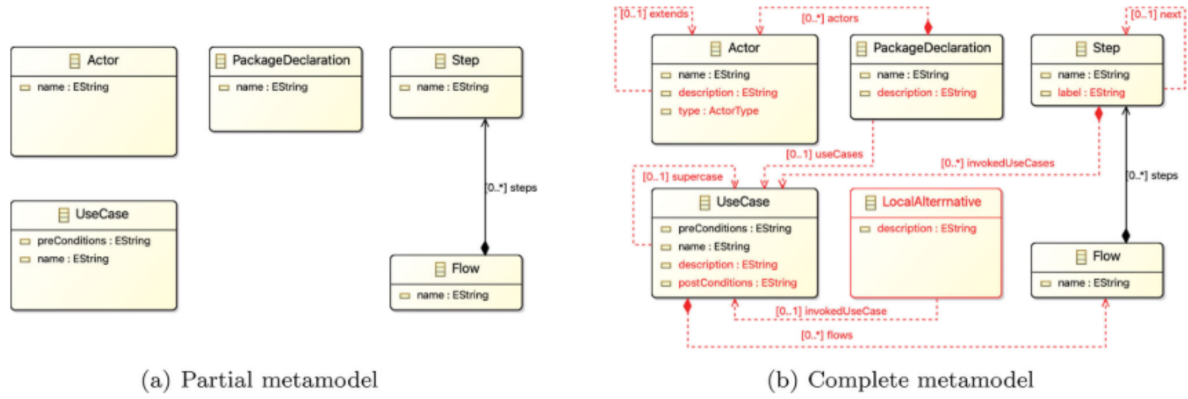 Actor
name : EString
PackageDeclaration
name : EString
Step
name : EString
[0..*] steps
UseCase
preConditions : EString
name : EString
Flow
name : EString
(a) Partial metamodel
[0..1] extends
[0..*] actors
[0..1] next
Actor
name : EString
description : EString
type : ActorType
PackageDeclaration
name : EString
description : EString
Step
name : EString
label : EString
[0..1] useCases
[0..*] invokedUseCases
[0..1] supercase
[0..*] steps
UseCase
preConditions : EString
name : EString
description : EString
postConditions : EString
LocalAlterrnative
description : EString
Flow
name : EString
[0..1] invokedUseCase
[0..*] flows
(b) Complete metamodel